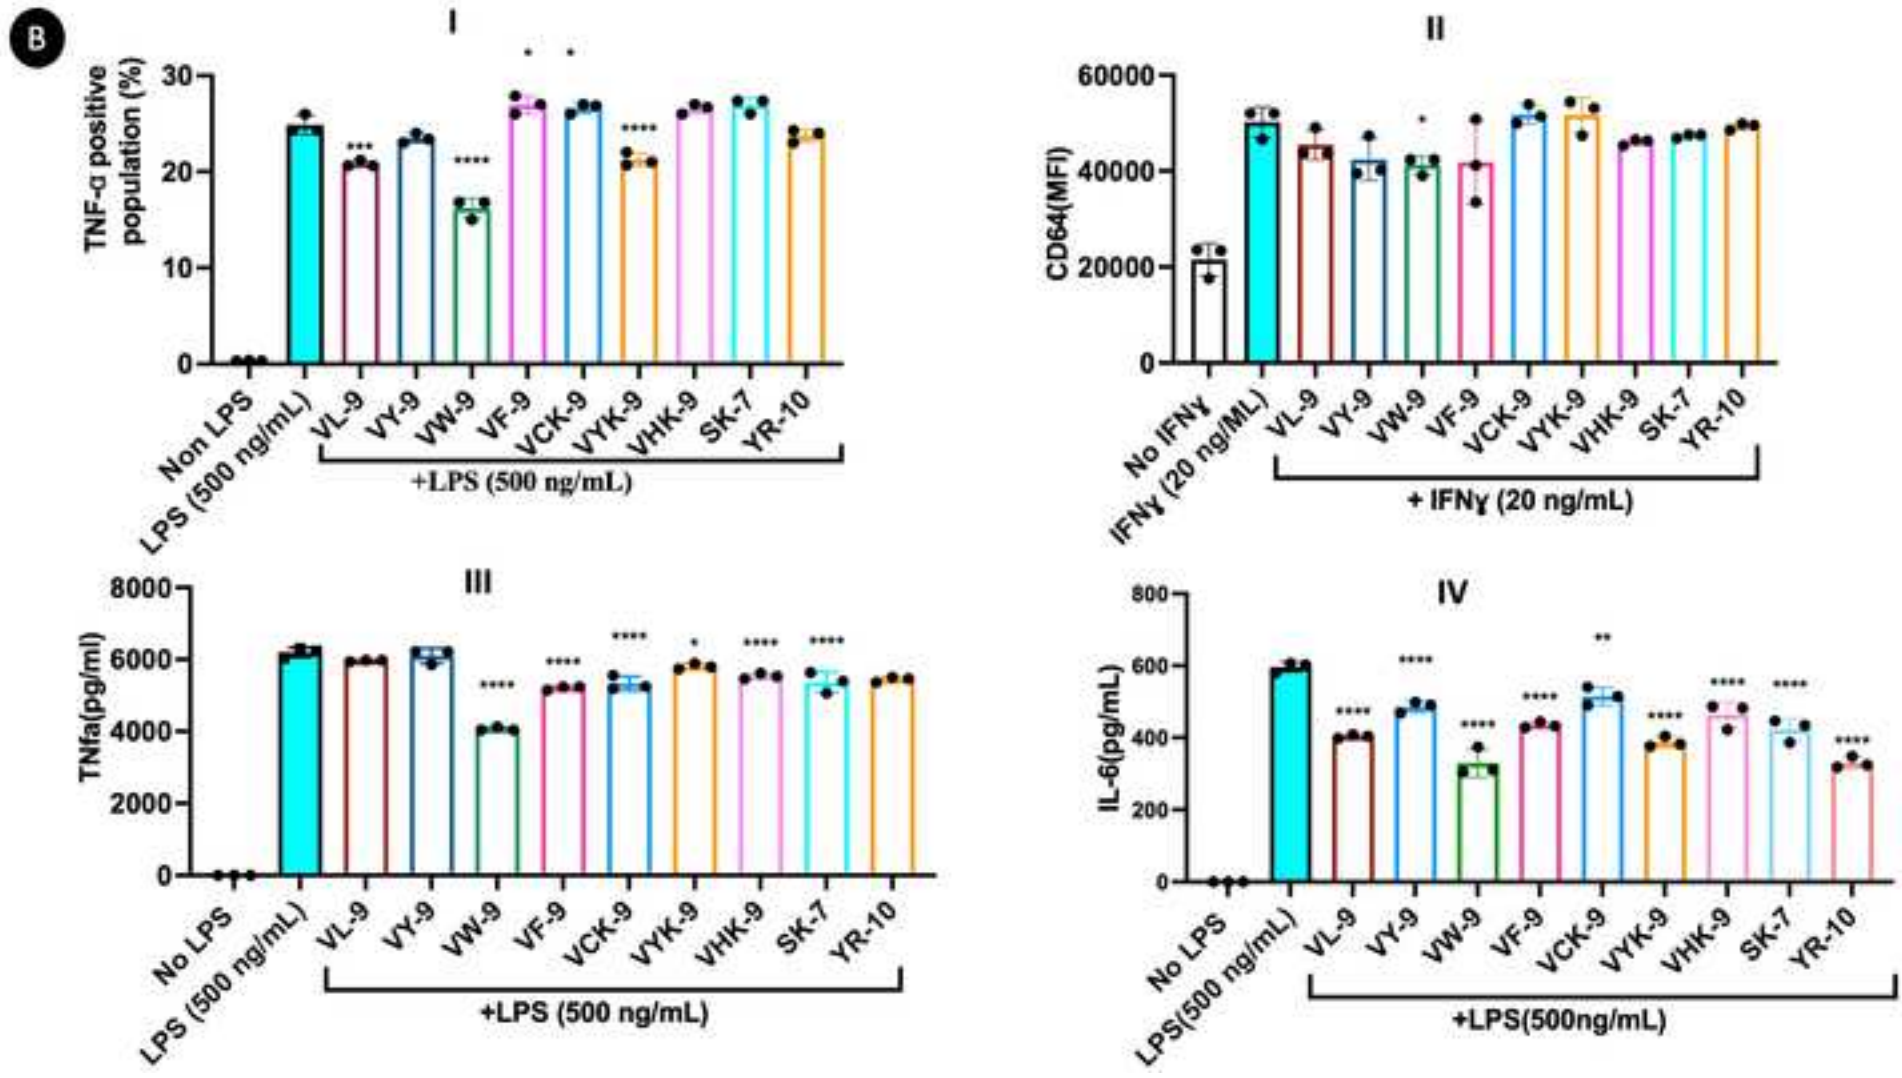 B
I
TNF-α positive
population (%)
30
20
10
0
* *
***
****
****
Non LPS
LPS (500 ng/mL)
VL-9
VY-9
VW-9
VF-9
VCK-9
VYK-9
VHK-9
SK-7
YR-10
+LPS (500 ng/mL)
II
CD64(MFI)
60000
40000
20000
0
*
No IFNɣ
IFNɣ (20 ng/ML)
VL-9
VY-9
VW-9
VF-9
VCK-9
VYK-9
VHK-9
SK-7
YR-10
+ IFNɣ (20 ng/mL)
III
TNfa(pg/ml)
8000
6000
4000
2000
0
****
****
****
*
****
****
No LPS
LPS (500 ng/mL)
VL-9
VY-9
VW-9
VF-9
VCK-9
VYK-9
VHK-9
SK-7
YR-10
+LPS (500 ng/mL)
IV
IL-6(pg/mL)
800
600
400
200
0
****
****
****
****
**
****
****
****
****
No LPS
LPS(500 ng/mL)
VL-9
VY-9
VW-9
VF-9
VCK-9
VYK-9
VHK-9
SK-7
YR-10
+LPS(500ng/mL)